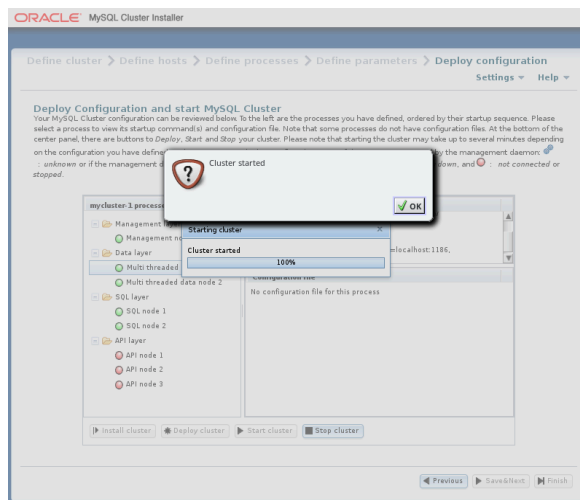 ORACLE® MySQL Cluster Installer
Define cluster > Define hosts > Define processes > Define parameters > Deploy configuration
Settings Help
Deploy Configuration and start MySQL Cluster
Your MySQL Cluster configuration can be reviewed below. To the left are the processes you have defined, ordered by their startup sequence. Please
select a process to view its startup command(s) and configuration file. Note that some processes do not have configuration files. At the bottom of the
center panel, there are buttons to Deploy, Start and Stop your cluster. Please note that starting the cluster may take up to several minutes depending
on the configuration you have define by the management daemon:
: unknown or if the management d down, and : not connected or
stopped.
Cluster started
OK
mycluster-1 processe
Management layer
Management no
Data layer
Multi threaded
Multi threaded data node 2
SQL layer
SQL node 1
SQL node 2
API layer
API node 1
API node 2
API node 3
Starting cluster ×
Cluster started
100%
=localhost:1186,
Configuration file
No configuration file for this process
Install cluster Deploy cluster Start cluster Stop cluster
Previous Save&Next Finish